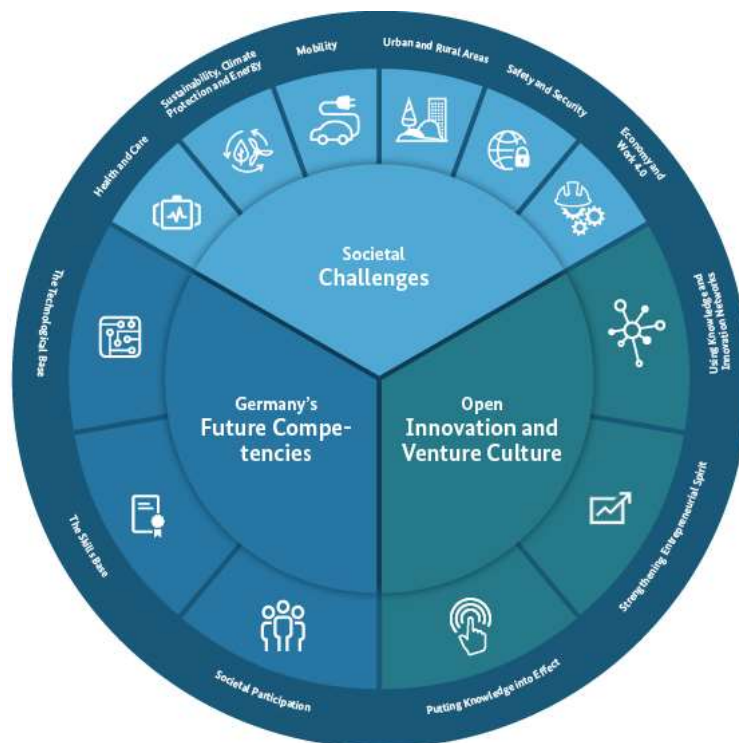 Health and Care
Sustainability, Climate
Protection and Energy
Mobility
Urban and Rural Areas
Safety and Security
Economy and
Work 4.0
Societal
Challenges
The Technological Base
Using Knowledge and
Innovation Networks
Germany's
Future Compe-
tencies
Open
Innovation and
Venture Culture
The Skills Base
Strengthening Entrepreneurial Spirit
Societal Participation
Putting Knowledge into Effect